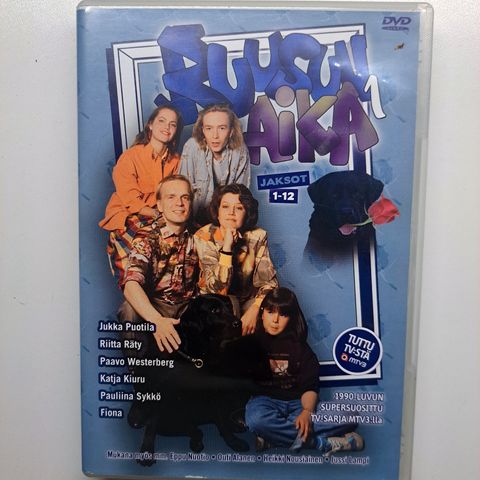 DVD
VIDEO
RUUSUN
AIKA
JAKSOT
1-12
Jukka Puotila
Riitta Räty
Paavo Westerberg
Katja Kiuru
Pauliina Sykkö
Fiona
TUTTU
TV:STÄ
mtv3
1990-LUVUN
SUPERSUOSITTU
TV-SARJA MTV3:lla
Mukana myös mm. Eppu Nuotio • Outi Alanen • Heikki Nousiainen • Jussi Lampi